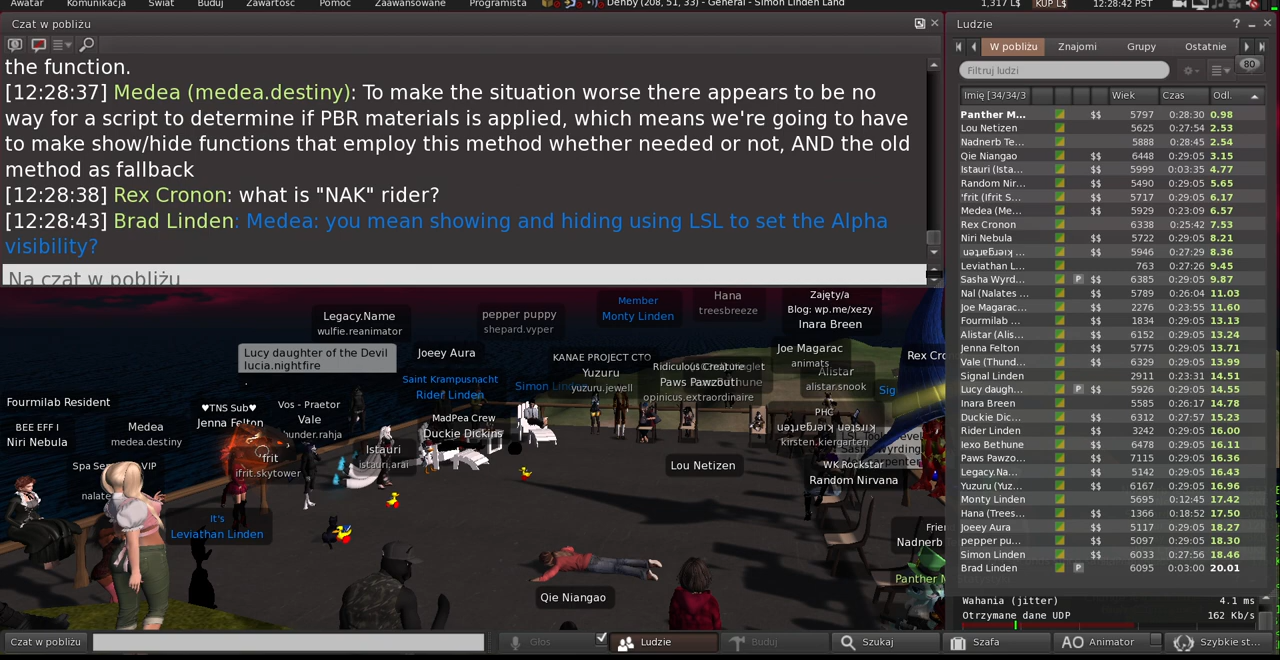 Awatar Komunikacja Świat Buduj Zawartość Pomoc Zaawansowane Programista Denby (208, 51, 33) - General - Simon Linden Land 1,317 L$ KUP L$ 12:28:42 PST
Czat w pobliżu
the function.
[12:28:37] Medea (medea.destiny): To make the situation worse there appears to be no
way for a script to determine if PBR materials is applied, which means we're going to have
to make show/hide functions that employ this method whether needed or not, AND the old
method as fallback
[12:28:38] Rex Cronon: what is "NAK" rider?
[12:28:43] Brad Linden: Medea: you mean showing and hiding using LSL to set the Alpha
visibility?
Na czat w pobliżu
Legacy.Name
wulfie.reanimator
pepper puppy
shepard.vyper
Member
Monty Linden
Hana
treesbreeze
Zajęty/a
Blog: wp.me/xezy
Inara Breen
Lucy daughter of the Devil
lucia.nightfire
Joeey Aura
KANAE PROJECT CTO
Yuzuru
yuzuru.jewell
Simon Linden
Paws Pawzouti
opinicus.extraordinaire
Joe Magarac
animats
Alistar
alistar.snook
Rex Cro
Sig
Saint Krampusnacht
Rider Linden
Fourmilab Resident
♥TNS Sub♥
Jenna Felton
Vos - Praetor
Vale
hunder.rahja
MadPea Crew
Duckie Dickins
PHC
kirsten.kiergarten
BEE EFF I
Niri Nebula
Medea
medea.destiny
Istauri
istauri.arai
frit
ifrit.skytower
Spa Se VIP
nalate
Lou Netizen
WK Rockstar
Random Nirvana
It's
Leviathan Linden
Frien
Nadnerb
Panther M
Qie Niangao
Ludzie
W pobliżu Znajomi Grupy Ostatnie
Filtruj ludzi
80
Imię [34/34/3 Wiek Czas Odl.
Panther M... $$ 5797 0:28:30 0.98
Lou Netizen 5625 0:27:54 2.53
Nadnerb Te... 5888 0:28:45 2.54
Qie Niangao $$ 6448 0:29:05 3.15
Istauri (Ista... $$ 5999 0:03:35 4.77
Random Nir... $$ 5490 0:29:05 5.65
'frit (Ifrit S... $$ 5717 0:29:05 6.17
Medea (Me... $$ 5929 0:23:09 6.57
Rex Cronon 6338 0:25:42 7.53
Niri Nebula $$ 5722 0:29:05 8.21
$$ 5946 0:27:29 8.36
Leviathan L... 763 0:27:26 9.45
Sasha Wyrd... P $$ 6385 0:29:05 9.87
Nal (Nalates ... $$ 5789 0:26:04 11.03
Joe Magarac... $$ 2276 0:23:55 11.60
Fourmilab ... $$ 1834 0:29:05 13.13
Alistar (Alis... $$ 6152 0:29:05 13.24
Jenna Felton $$ 5775 0:29:05 13.71
Vale (Thund... $$ 6369 0:29:05 13.99
Signal Linden 2911 0:23:31 14.51
Lucy daugh... P $$ 5926 0:29:05 14.55
Inara Breen 5585 0:26:17 14.78
Duckie Dic... $$ 6312 0:27:57 15.23
Rider Linden $$ 3242 0:29:05 16.00
Iexo Bethune $$ 6478 0:29:05 16.11
Paws Pawzo... $$ 7115 0:29:05 16.36
Legacy.Na... $$ 5142 0:29:05 16.43
Yuzuru (Yuz... $$ 6167 0:29:05 16.96
Monty Linden 5695 0:12:45 17.42
Hana (Trees... $$ 1366 0:18:52 17.50
Joeey Aura $$ 5117 0:29:05 18.27
pepper pu... $$ 5097 0:29:05 18.30
Simon Linden $$ 6033 0:27:56 18.46
Brad Linden P 6095 0:03:00 20.01
Wahania (jitter) 4.1 ms
Otrzymane dane UDP 162 Kb/s
Czat w pobliżu Głos Ludzie Buduj Szukaj Szafa AO Animator Szybkie st...